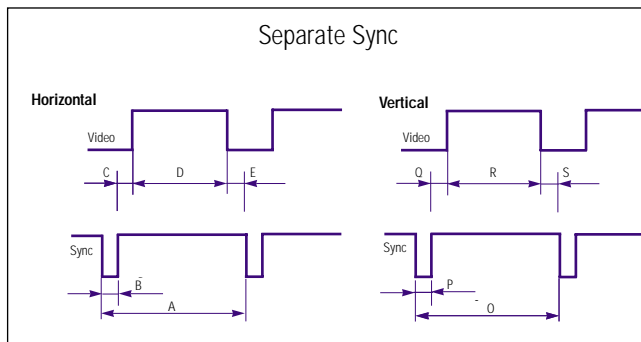 Separate Sync
Horizontal
Vertical
Video
Video
C D E
Q R S
Sync
Sync
B
P
A
O